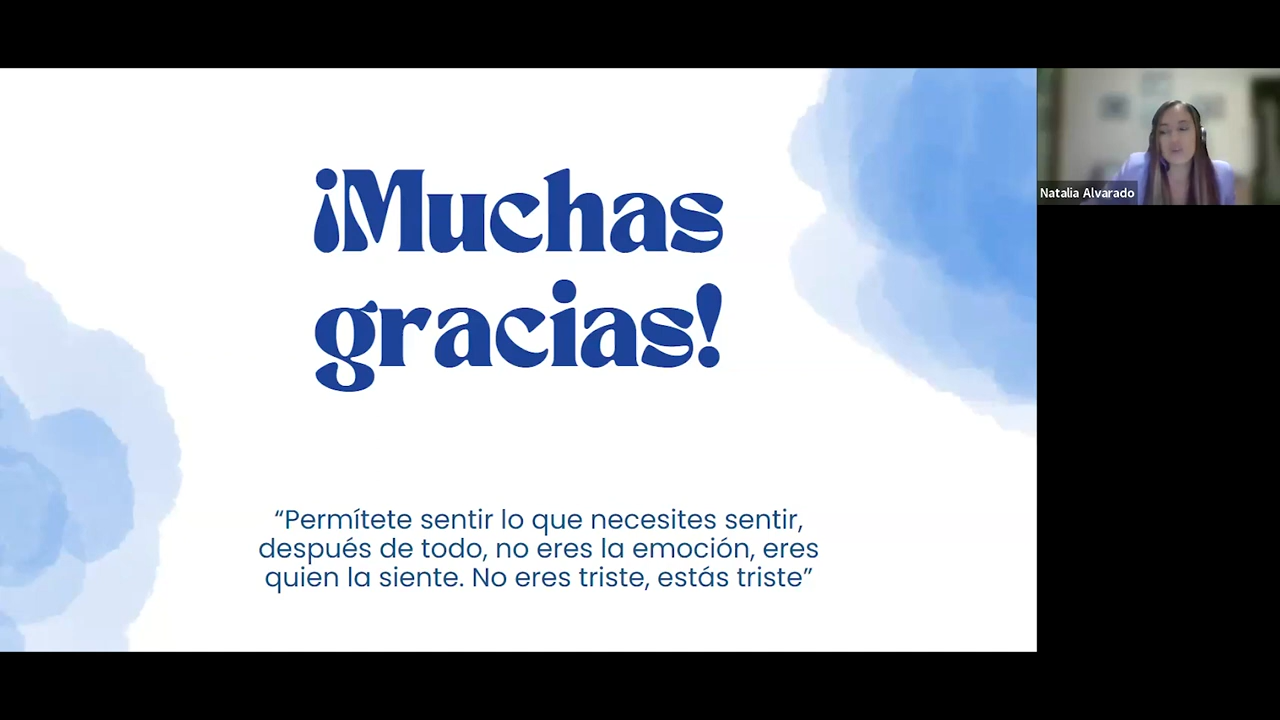 ¡Muchas
gracias!
“Permítete sentir lo que necesites sentir,
después de todo, no eres la emoción, eres
quien la siente. No eres triste, estás triste”
Natalia Alvarado